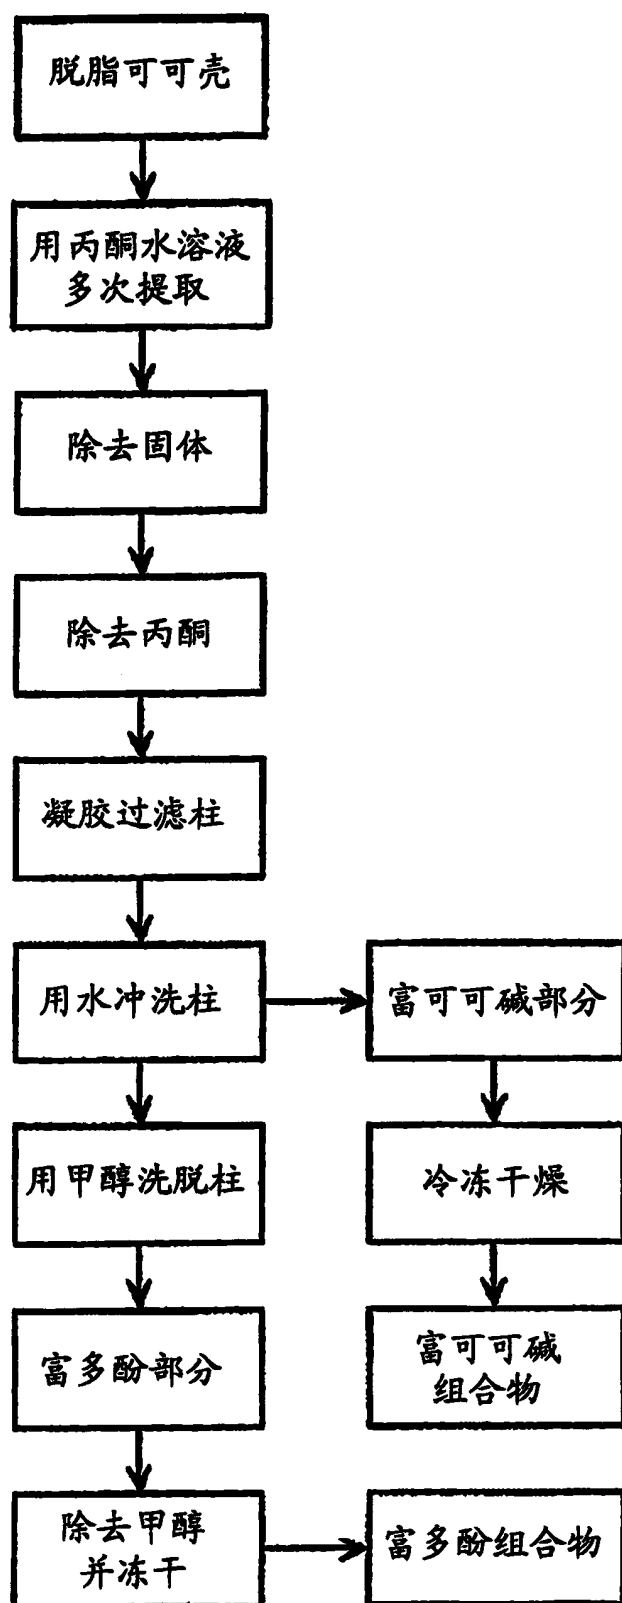 脱脂可可壳
用丙酮水溶液
多次提取
除去固体
除去丙酮
凝胶过滤柱
用水冲洗柱
富可可碱部分
用甲醇洗脱柱
冷冻干燥
富多酚部分
富可可碱
组合物
除去甲醇
并冻干
富多酚组合物